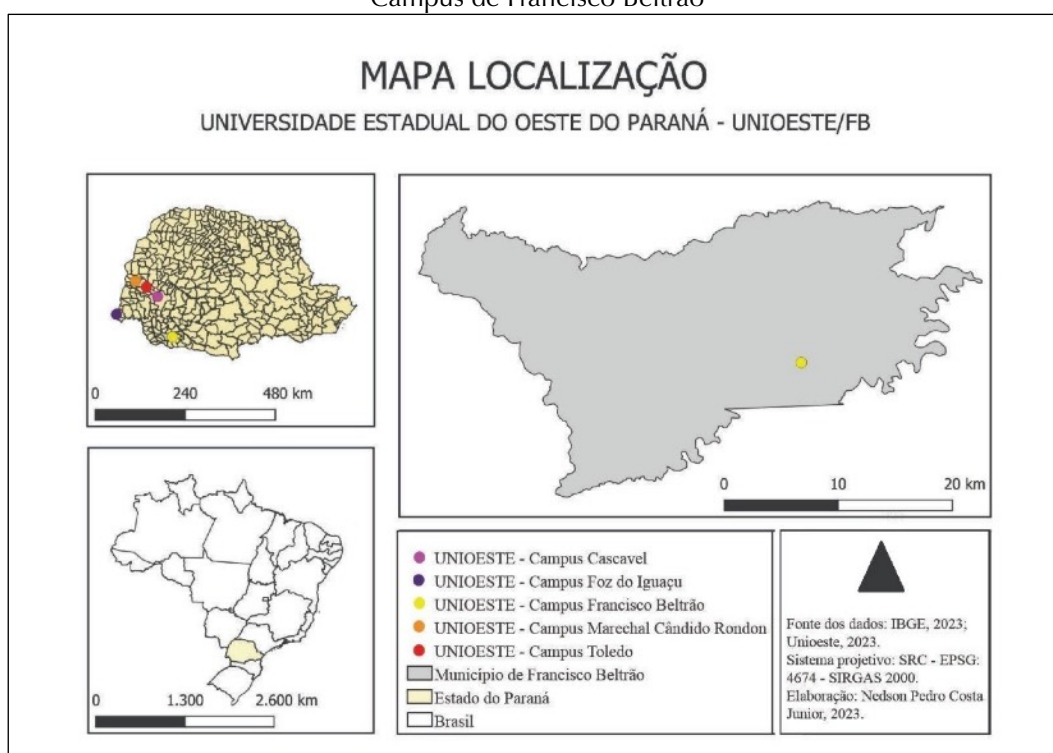 Campus de Francisco Beltrão
MAPA LOCALIZAÇÃO
UNIVERSIDADE ESTADUAL DO OESTE DO PARANÁ - UNIOESTE/FB
0 240 480 km
0 10 20 km
0 1.300 2.600 km
UNIOESTE - Campus Cascavel
UNIOESTE - Campus Foz do Iguaçu
UNIOESTE - Campus Francisco Beltrão
UNIOESTE - Campus Marechal Cândido Rondon
UNIOESTE - Campus Toledo
Município de Francisco Beltrão
Estado do Paraná
Brasil
Fonte dos dados: IBGE, 2023;
Unioeste, 2023.
Sistema projetivo: SRC - EPSG:
4674 - SIRGAS 2000.
Elaboração: Nedson Pedro Costa
Junior, 2023.